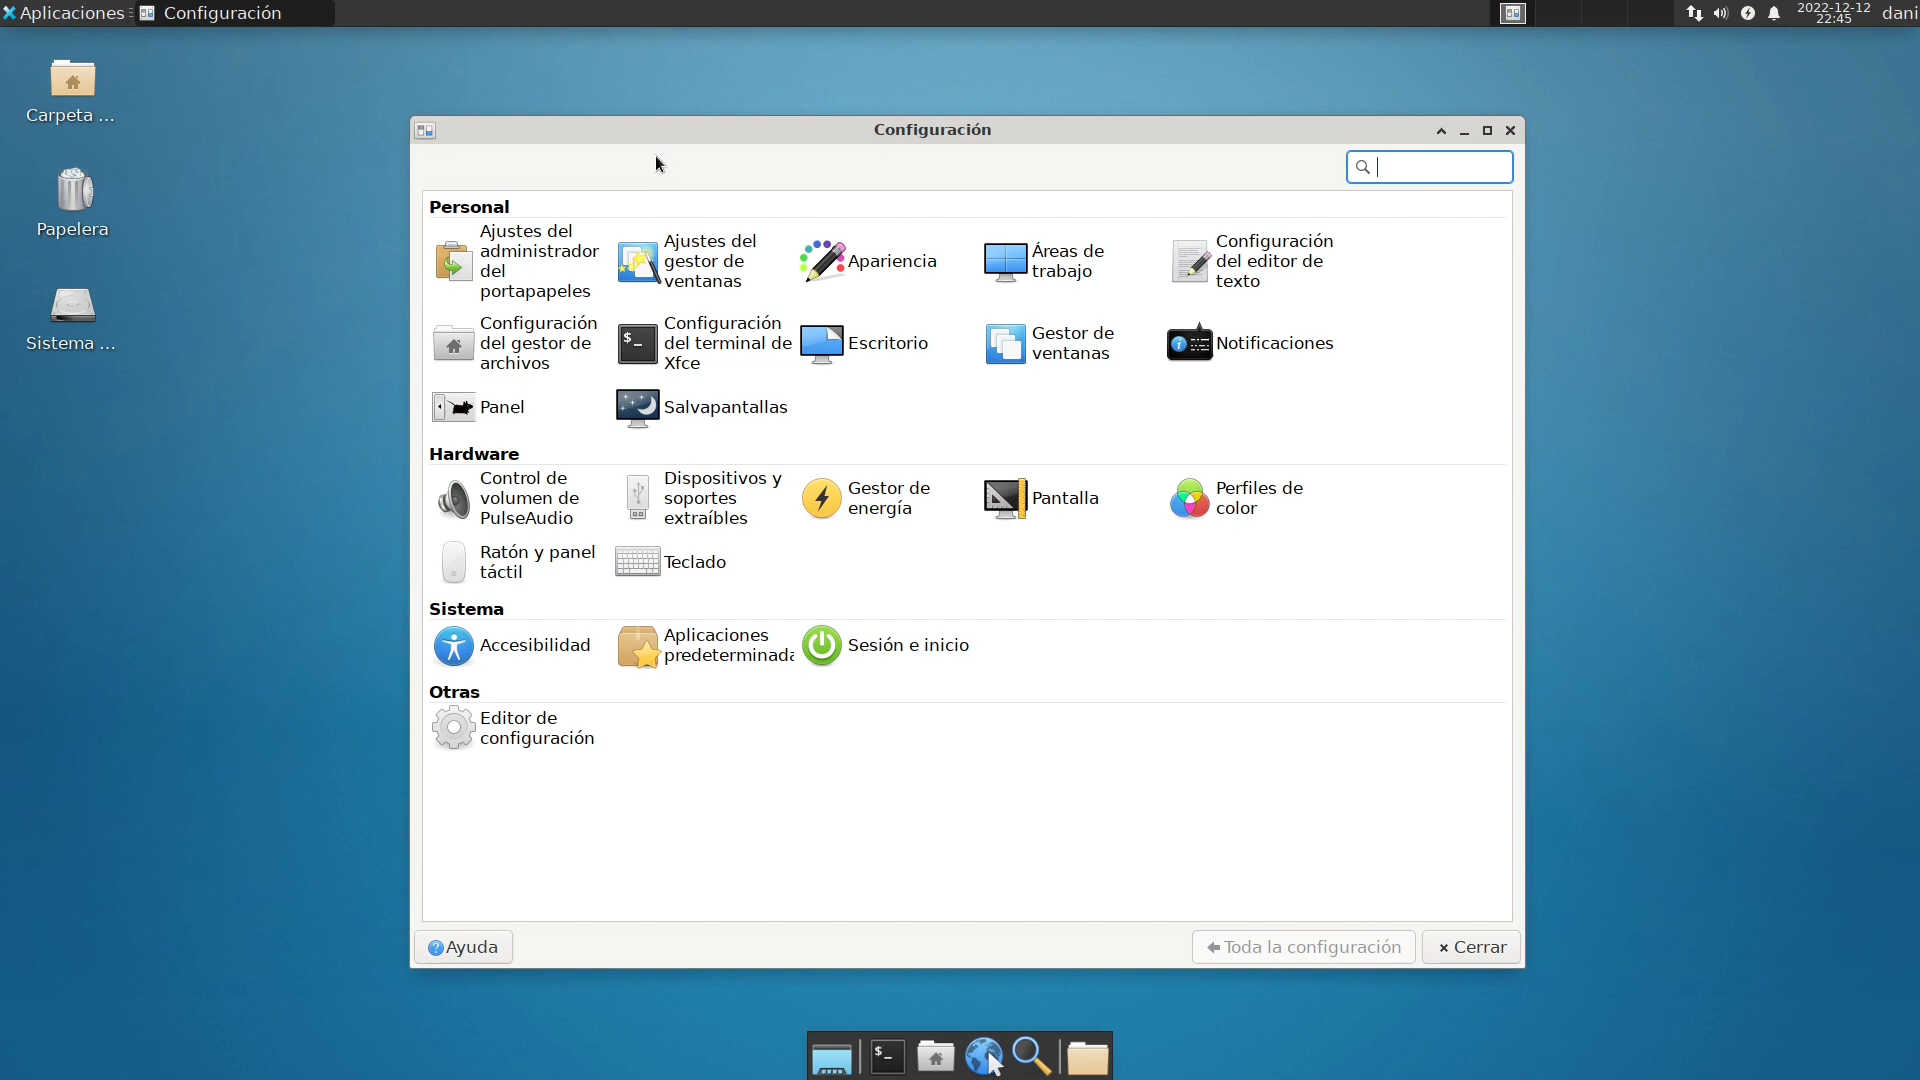 Aplicaciones
Configuración
2022-12-12
22:45
dani
Carpeta ...
Papelera
Sistema ...
Configuración
Personal
Ajustes del
administrador
del
portapapeles
Ajustes del
gestor de
ventanas
Apariencia
Áreas de
trabajo
Configuración
del editor de
texto
Configuración
del gestor de
archivos
Configuración
del terminal de
Xfce
Escritorio
Gestor de
ventanas
Notificaciones
Panel
Salvapantallas
Hardware
Control de
volumen de
PulseAudio
Dispositivos y
soportes
extraíbles
Gestor de
energía
Pantalla
Perfiles de
color
Ratón y panel
táctil
Teclado
Sistema
Accesibilidad
Aplicaciones
predeterminada
Sesión e inicio
Otras
Editor de
configuración
Ayuda
Toda la configuración
Cerrar